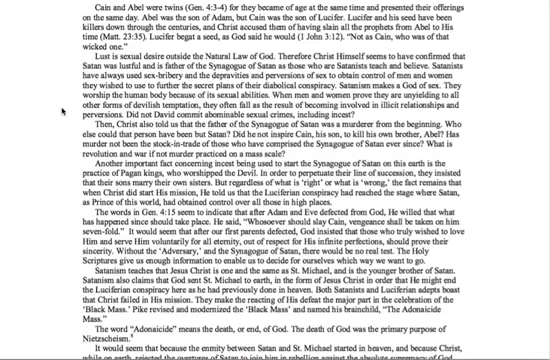 Cain and Abel were twins (Gen. 4:3-4) for they became of age at the same time and presented their offerings
on the same day. Abel was the son of Adam, but Cain was the son of Lucifer. Lucifer and his seed have been
killers down through the centuries, and Christ accused them of having slain all the prophets from Abel to His
time (Matt. 23:35). Lucifer begat a seed, as God said he would (1 John 3:12). “Not as Cain, who was of that
wicked one.”
Lust is sexual desire outside the Natural Law of God. Therefore Christ Himself seems to have confirmed that
Satan was lustful and is father of the Synagogue of Satan as those who are Satanists teach and believe. Satanists
have always used sex-bribery and the depravities and perversions of sex to obtain control of men and women
they wished to use to further the secret plans of their diabolical conspiracy. Satanism makes a God of sex. They
worship the human body because of its sexual abilities. When men and women prove they are unyielding to all
other forms of devilish temptation, they often fall as the result of becoming involved in illicit relationships and
perversions. Did not David commit abominable sexual crimes, including incest?
Then, Christ also told us that the father of the Synagogue of Satan was a murderer from the beginning. Who
else could that person have been but Satan? Did he not inspire Cain, his son, to kill his own brother, Abel? Has
murder not been the stock-in-trade of those who have comprised the Synagogue of Satan ever since? What is
revolution and war if not murder practiced on a mass scale?
Another important fact concerning incest being used to start the Synagogue of Satan on this earth is the
practice of Pagan kings, who worshipped the Devil. In order to perpetuate their line of succession, they insisted
that their sons marry their own sisters. But regardless of what is ‘right’ or what is ‘wrong,’ the fact remains that
when Christ did start His mission, He told us that the Luciferian conspiracy had reached the stage where Satan,
as Prince of this world, had obtained control over all those in high places.
The words in Gen. 4:15 seem to indicate that after Adam and Eve defected from God, He willed that what
has happened since should take place. He said, “Whosoever should slay Cain, vengeance shall be taken on him
seven-fold.” It would seem that after our first parents defected, God insisted that those who truly wished to love
Him and serve Him voluntarily for all eternity, out of respect for His infinite perfections, should prove their
sincerity. Without the ‘Adversary,’ and the Synagogue of Satan, there would be no real test. The Holy
Scriptures give us enough information to enable us to decide for ourselves which way we want to go.
Satanism teaches that Jesus Christ is one and the same as St. Michael, and is the younger brother of Satan.
Satanism also claims that God sent St. Michael to earth, in the form of Jesus Christ in order that He might end
the Luciferian conspiracy here as he had previously done in heaven. Both Satanists and Luciferian adepts boast
that Christ failed in His mission. They make the reacting of His defeat the major part in the celebration of the
‘Black Mass.’ Pike revised and modernized the ‘Black Mass’ and named his brainchild, “The Adonaicide
Mass.”
The word “Adonaicide” means the death, or end, of God. The death of God was the primary purpose of
Nietzscheism.
It would seem that because the enmity between Satan and St. Michael started in heaven, and because Christ,
while on earth, rejected the overtures of Satan to join him in rebellion against the absolute supremacy of God